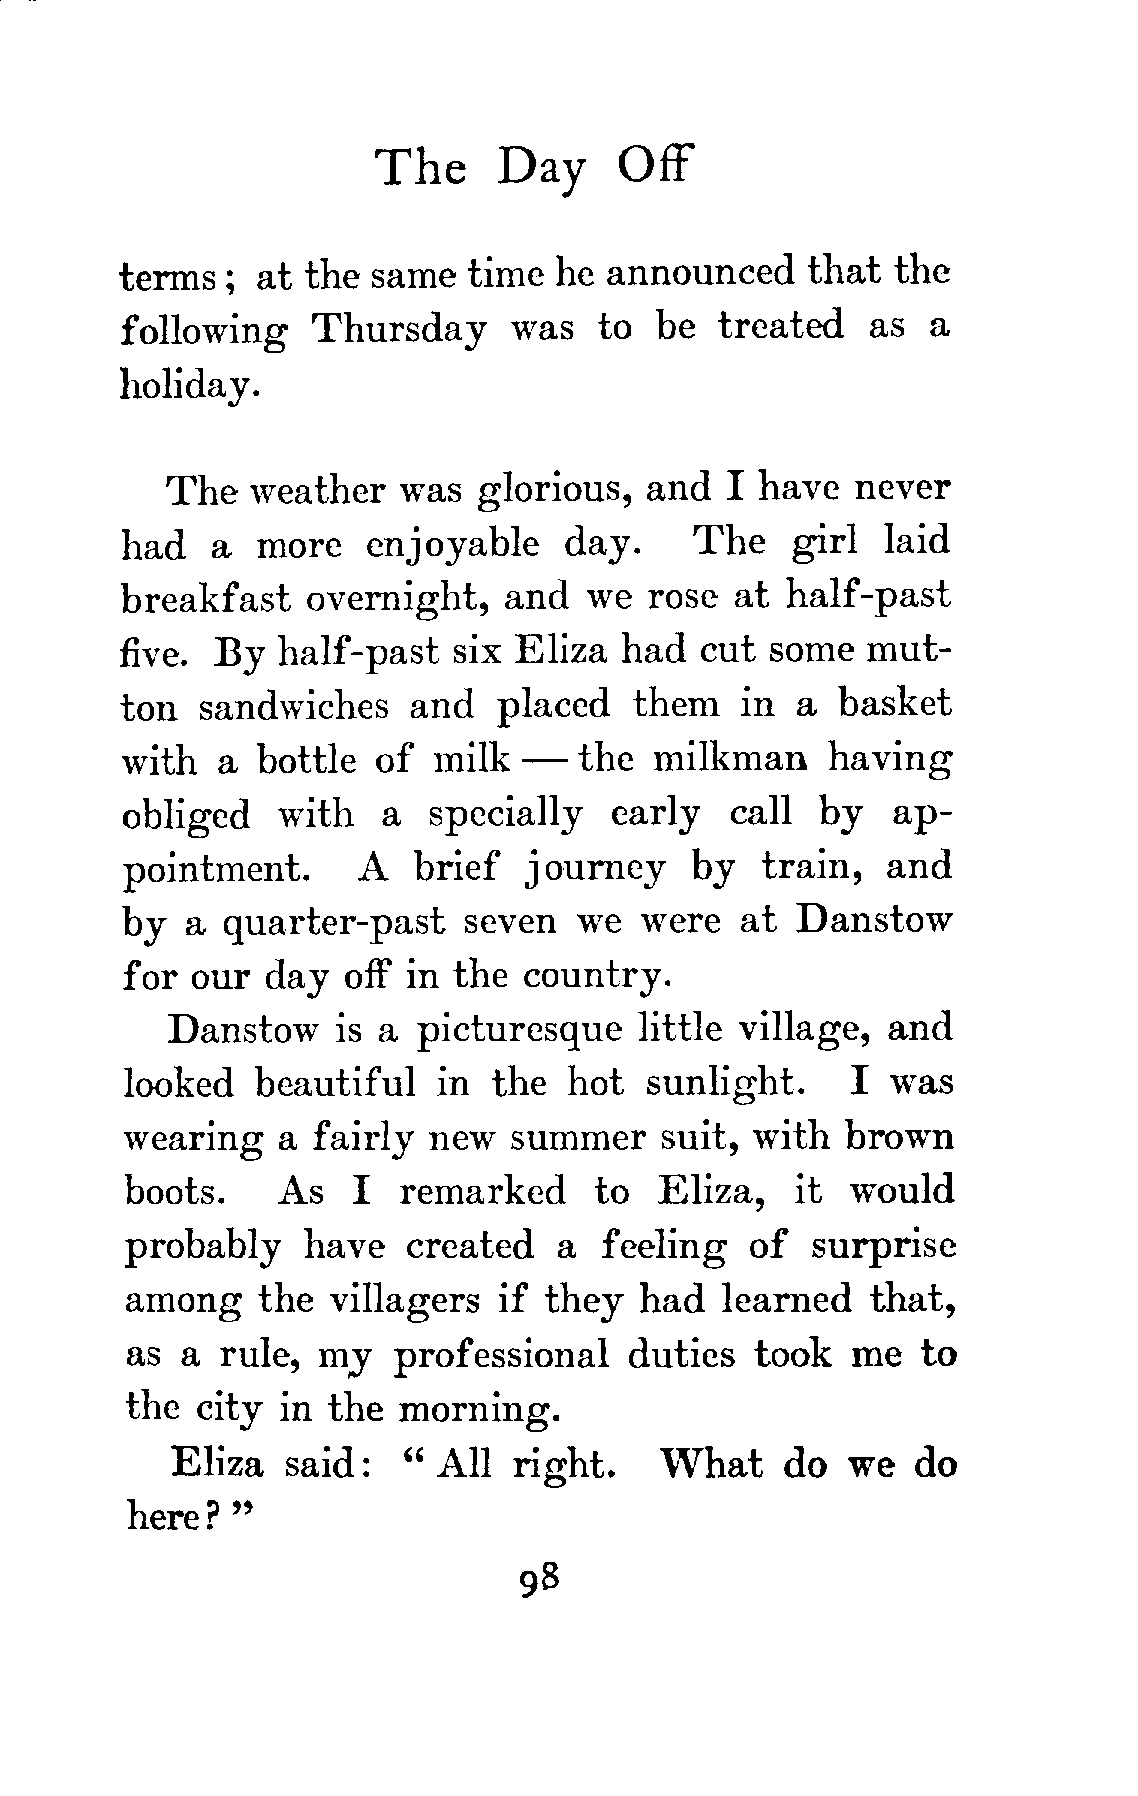 The Day Off
terms; at the same time he announced that the
following Thursday was to be treated as a
holiday.
The weather was glorious, and I have never
had a more enjoyable day. The girl laid
breakfast overnight, and we rose at half-past
five. By half-past six Eliza had cut some mut-
ton sandwiches and placed them in a basket
with a bottle of milk — the milkman having
obliged with a specially early call by ap-
pointment. A brief journey by train, and
by a quarter-past seven we were at Danstow
for our day off in the country.
Danstow is a picturesque little village, and
looked beautiful in the hot sunlight. I was
wearing a fairly new summer suit, with brown
boots. As I remarked to Eliza, it would
probably have created a feeling of surprise
among the villagers if they had learned that,
as a rule, my professional duties took me to
the city in the morning.
Eliza said: “All right. What do we do
here?”
98